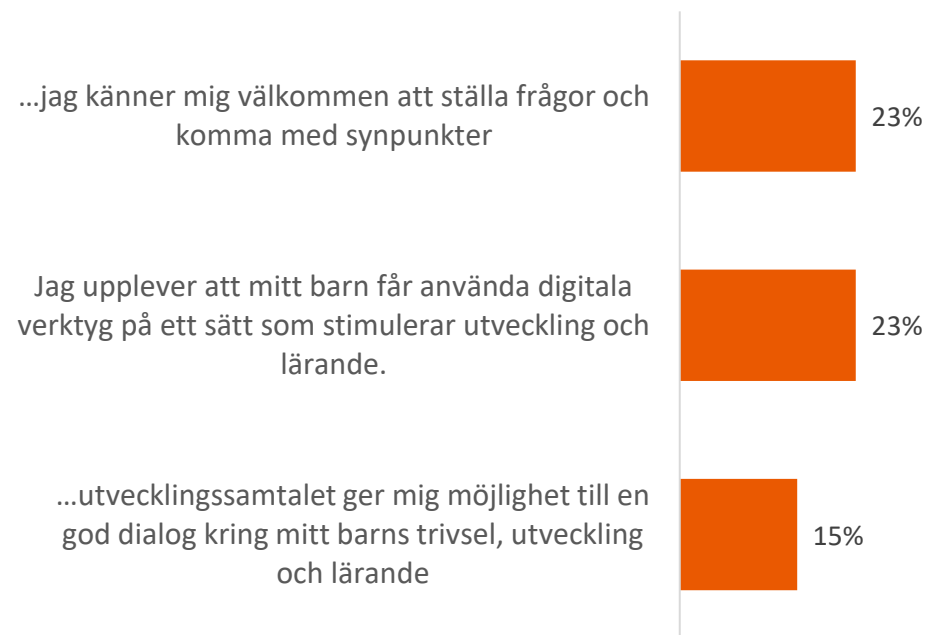 …jag känner mig välkommen att ställa frågor och
komma med synpunkter
23%
Jag upplever att mitt barn får använda digitala
verktyg på ett sätt som stimulerar utveckling och
lärande.
23%
…utvecklingssamtalet ger mig möjlighet till en
god dialog kring mitt barns trivsel, utveckling
och lärande
15%